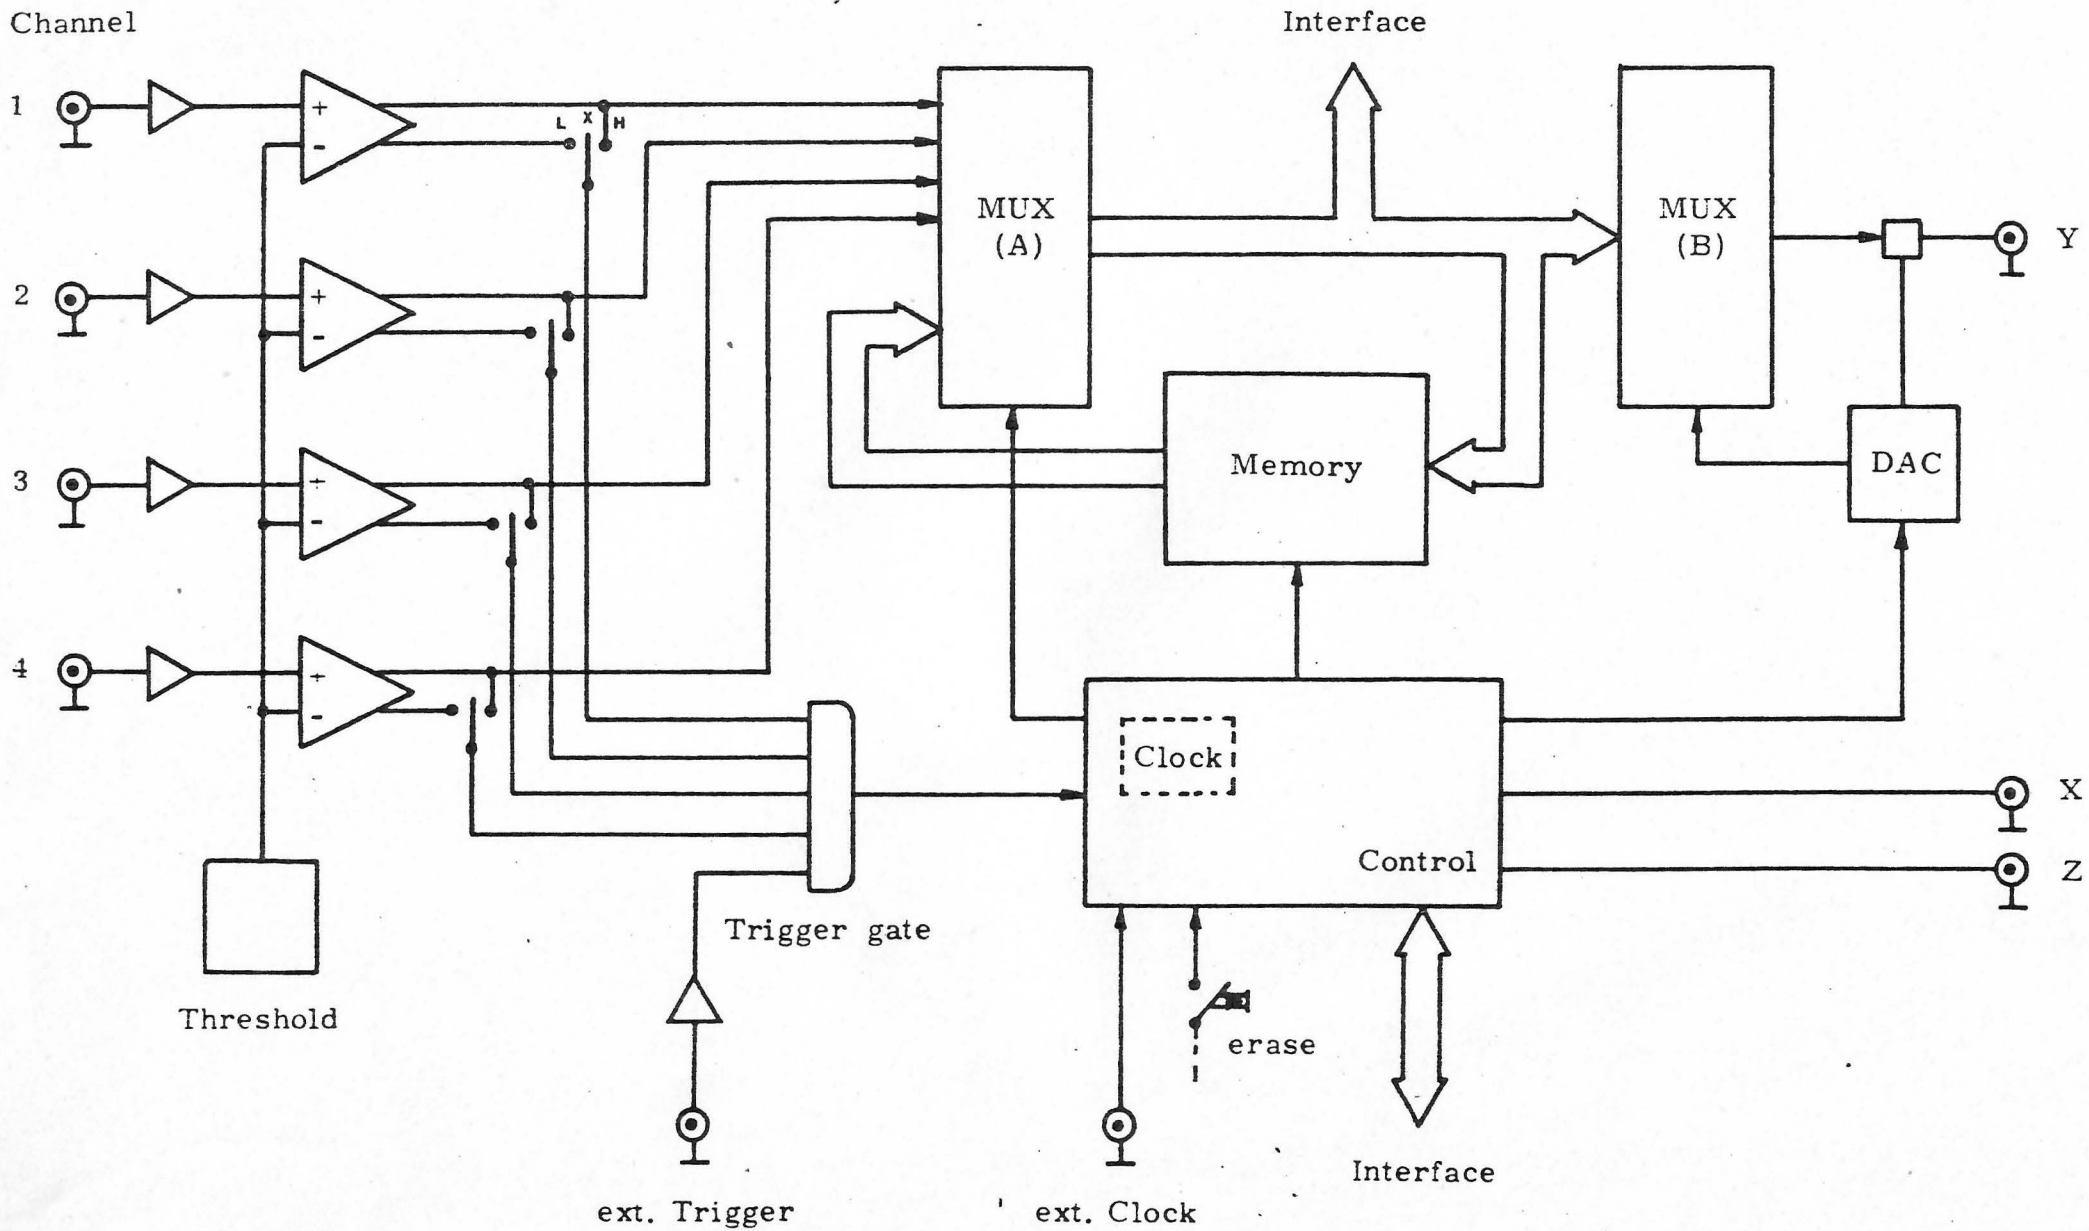 Channel
Interface
1
+
-
L X H
MUX
(A)
MUX
(B)
Y
2
+
-
3
+
-
Memory
DAC
4
+
-
Clock
X
Control
Z
Trigger gate
Threshold
erase
Interface
ext. Trigger
ext. Clock